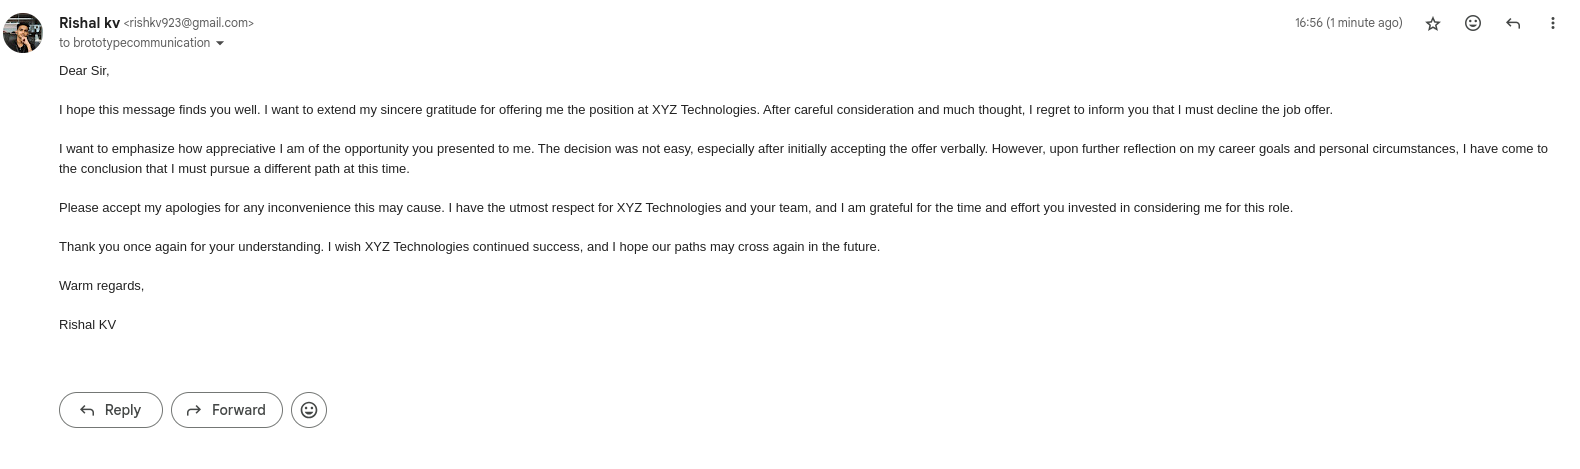 Rishal kv <rishkv923@gmail.com> 16:56 (1 minute ago)
to brototypecommunication
Dear Sir,
I hope this message finds you well. I want to extend my sincere gratitude for offering me the position at XYZ Technologies. After careful consideration and much thought, I regret to inform you that I must decline the job offer.
I want to emphasize how appreciative I am of the opportunity you presented to me. The decision was not easy, especially after initially accepting the offer verbally. However, upon further reflection on my career goals and personal circumstances, I have come to
the conclusion that I must pursue a different path at this time.
Please accept my apologies for any inconvenience this may cause. I have the utmost respect for XYZ Technologies and your team, and I am grateful for the time and effort you invested in considering me for this role.
Thank you once again for your understanding. I wish XYZ Technologies continued success, and I hope our paths may cross again in the future.
Warm regards,
Rishal KV
Reply Forward